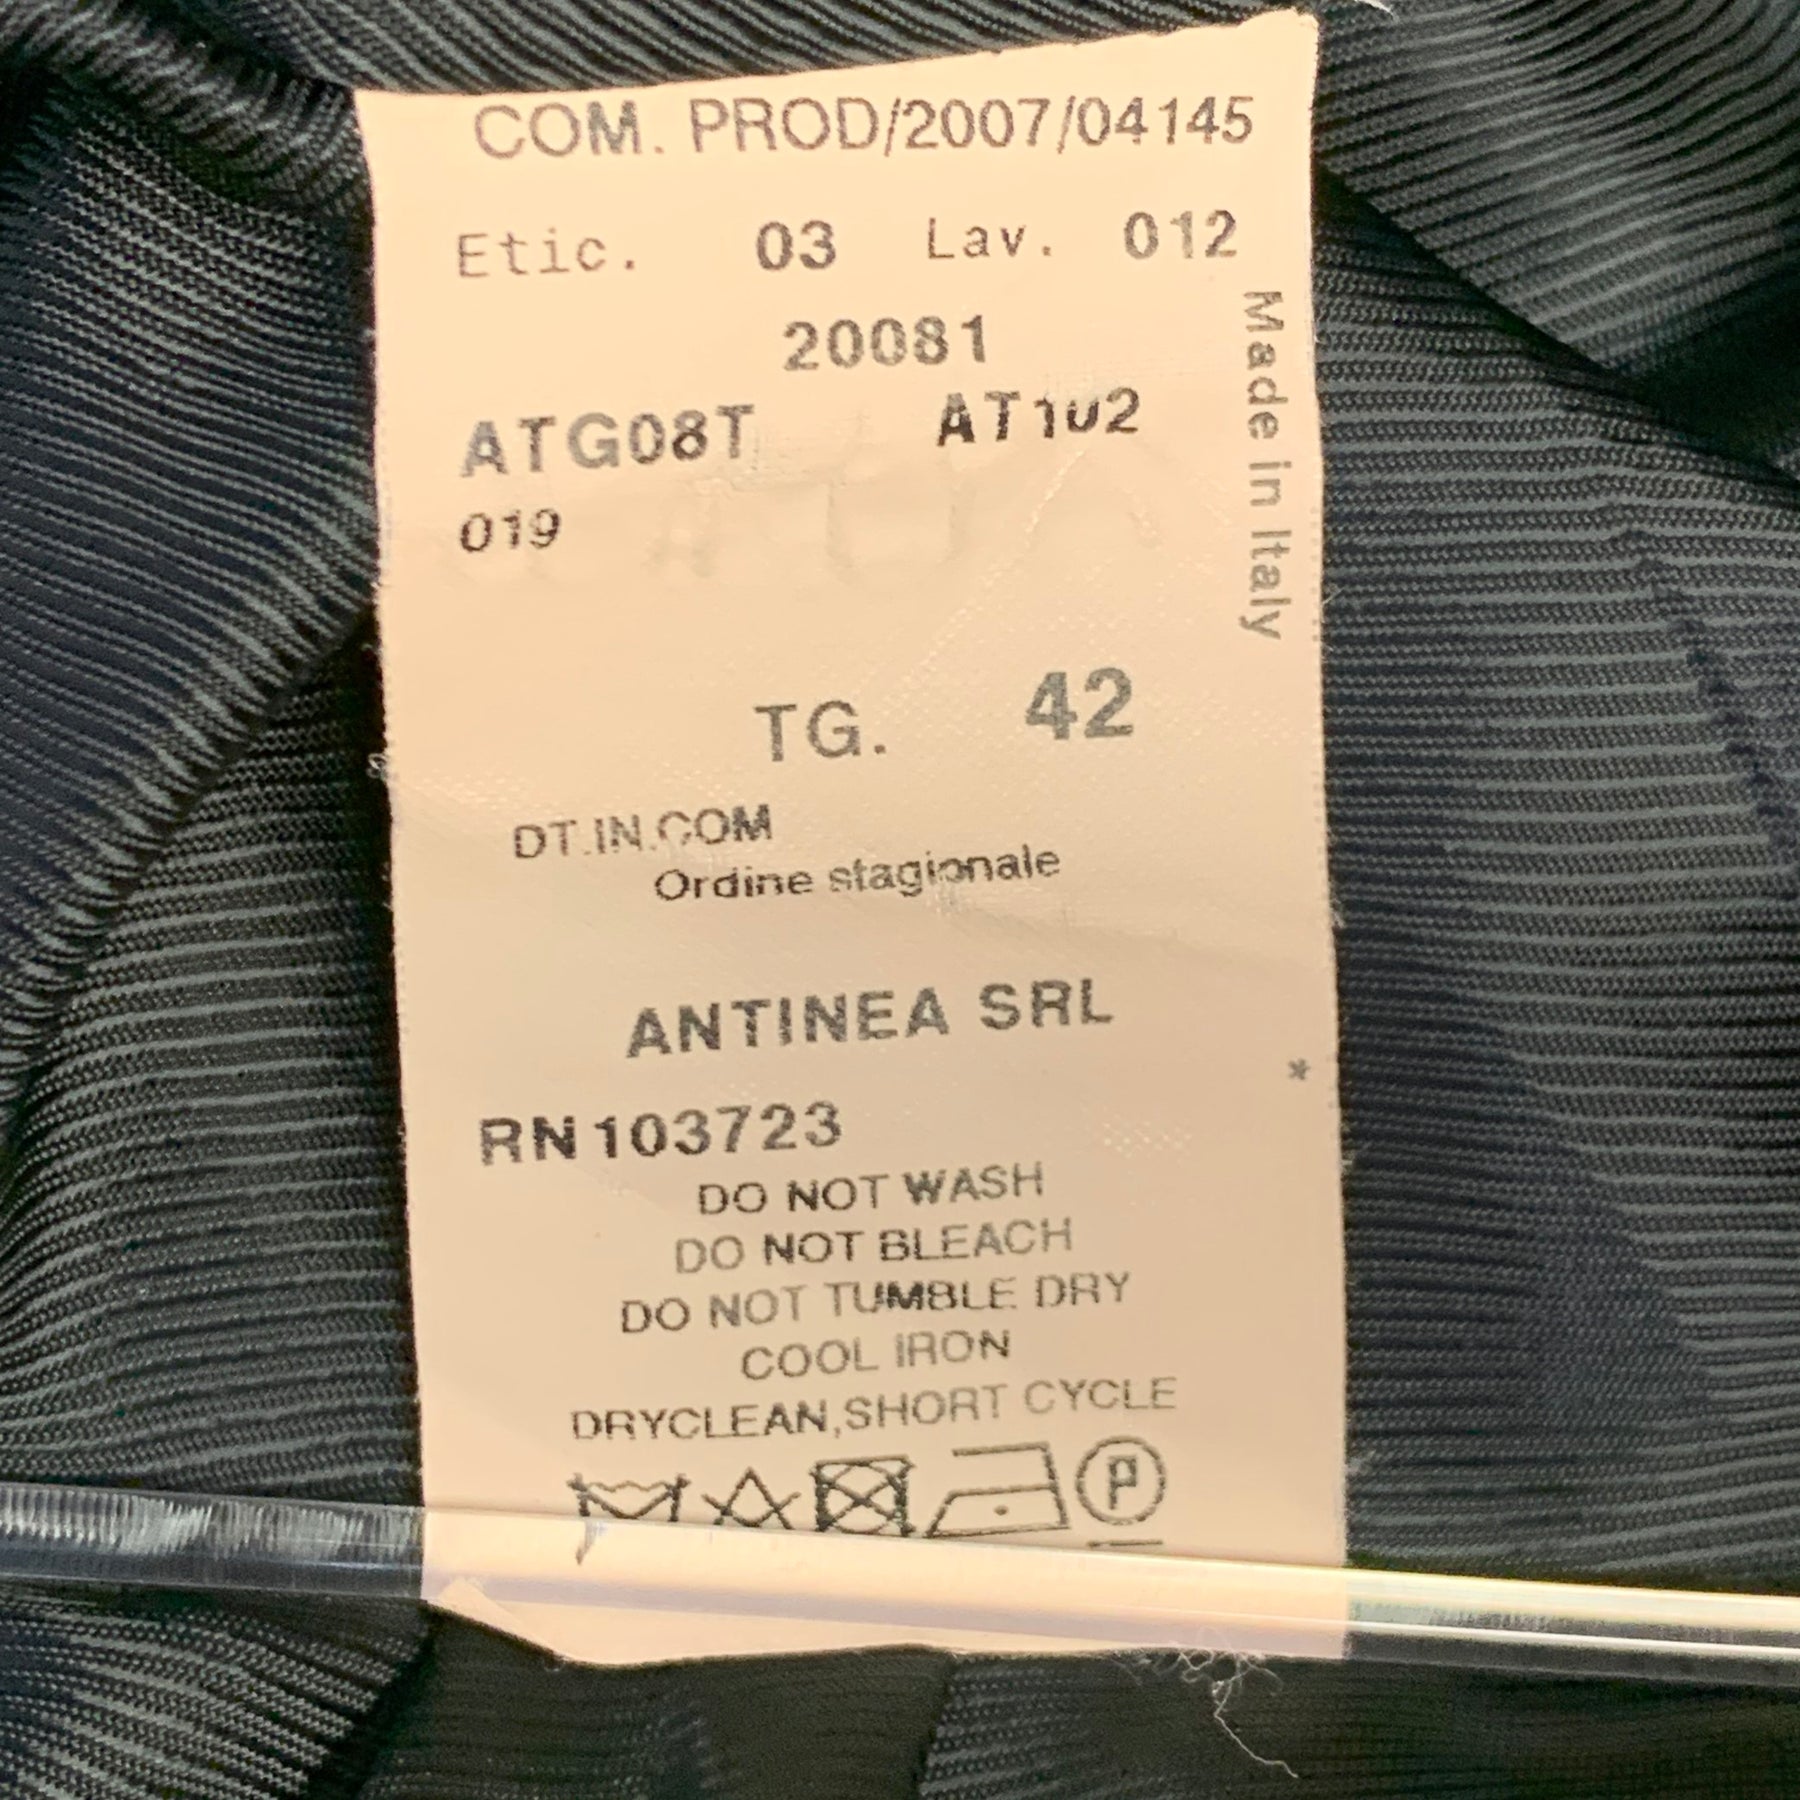 COM. PROD/2007/04145
Etic. 03 Lav. 012
20081
ATG08T AT102
019
Made in Italy
TG. 42
DT.IN.COM
Ordine stagionale
ANTINEA SRL
*
RN103723
DO NOT WASH
DO NOT BLEACH
DO NOT TUMBLE DRY
COOL IRON
DRYCLEAN,SHORT CYCLE
P